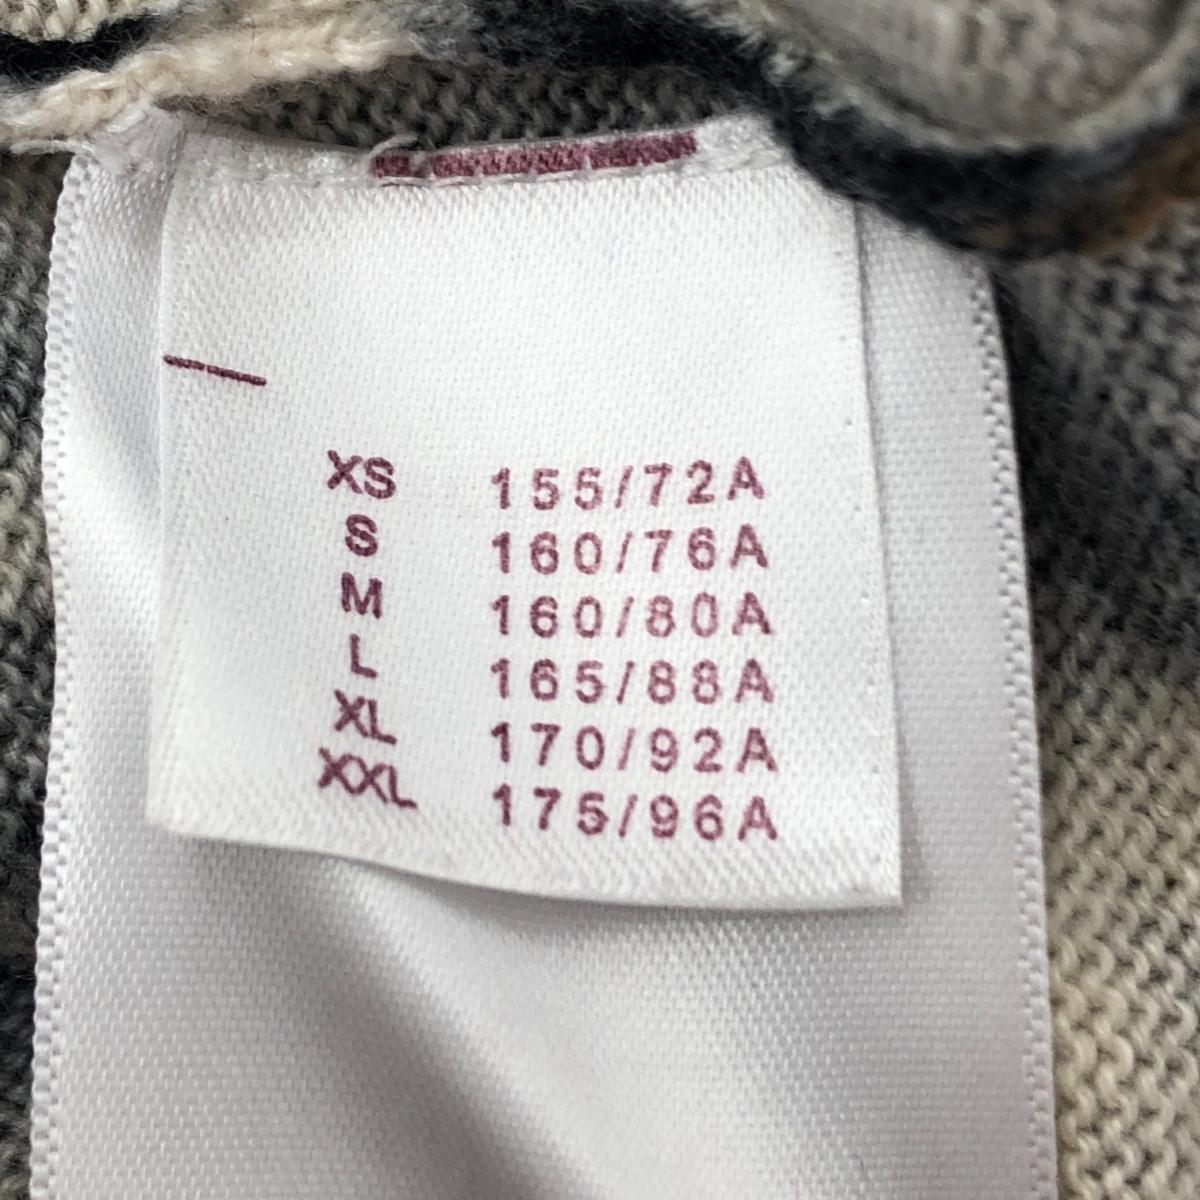 XS 155/72A
S 160/76A
M 160/80A
L 165/88A
XL 170/92A
XXL 175/96A